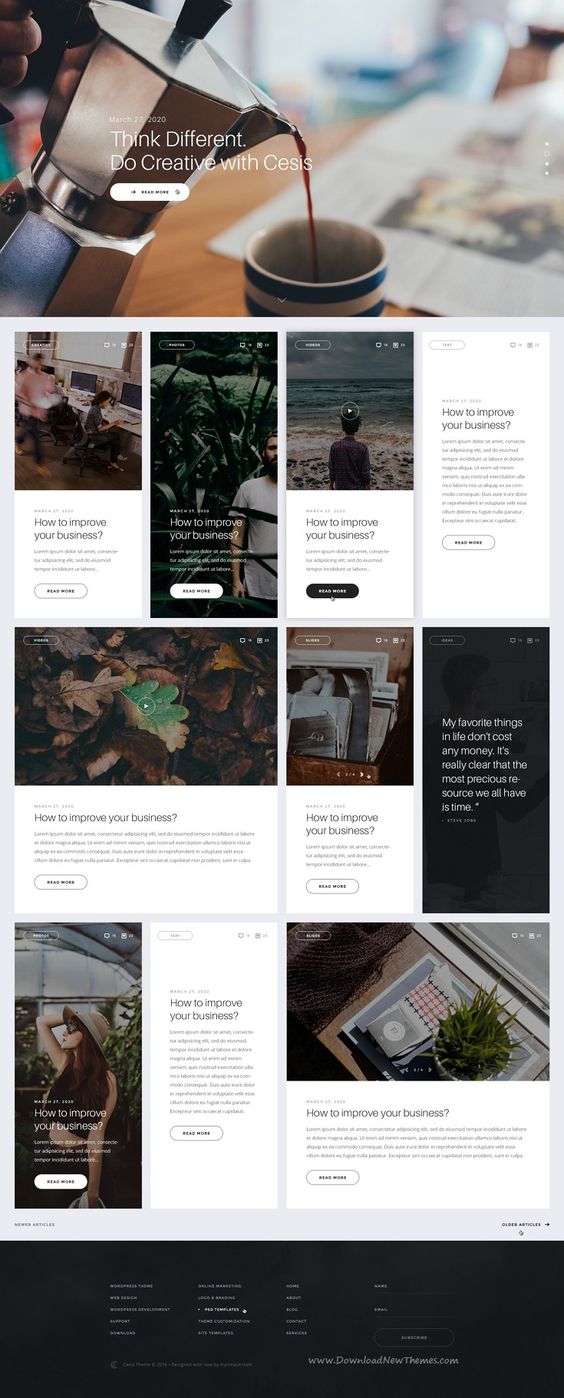 March 27, 2020
Think Different.
Do Creative with Cesis
READ MORE
CREATIVE
16
23
MARCH 27, 2020
How to improve
your business?
Lorem ipsum dolor sit amet, consecte-
tur adipiscing elit, sed do eiusmod
tempor incididunt ut labore...
READ MORE
PHOTOS
16
23
MARCH 27, 2020
How to improve
your business?
Lorem ipsum dolor sit amet, consecte-
tur adipiscing elit, sed do eiusmod
tempor incididunt ut labore...
READ MORE
VIDEOS
16
23
MARCH 27, 2020
How to improve
your business?
Lorem ipsum dolor sit amet, consecte-
tur adipiscing elit, sed do eiusmod
tempor incididunt ut labore...
READ MORE
TEXT
16
23
MARCH 27, 2020
How to improve
your business?
Lorem ipsum dolor sit amet, consecte-
tur adipiscing elit, sed do eiusmod
tempor incididunt ut labore et dolore
magna aliqua. Ut enim ad minim
veniam, quis nostrud exercitation
ullamco laboris nisi ut aliquip ex ea com-
modo consequat. Duis aute irure dolor
in reprehenderit in voluptate velit esse
cillum dolore eu fugiat nulla pariatur.
Excepteur sint occaecat cupidatat.
READ MORE
VIDEOS
16
23
MARCH 27, 2020
How to improve your business?
Lorem ipsum dolor sit amet, consectetur adipiscing elit, sed do eiusmod tempor incididunt ut
labore et dolore magna aliqua. Ut enim ad minim veniam, quis nostrud exercitation ullamco
laboris nisi ut aliquip ex ea commodo consequat. Duis aute irure dolor in reprehenderit in
voluptate velit esse cillum. Excepteur sint occaecat cupidatat non proident, sunt in culpa
READ MORE
SLIDES
16
23
2 / 4
MARCH 27, 2020
How to improve
your business?
Lorem ipsum dolor sit amet, consecte-
tur adipiscing elit, sed do eiusmod
tempor incididunt ut labore...
READ MORE
IDEAS
16
23
My favorite things
in life don't cost
any money. It's
really clear that the
most precious re-
source we all have
is time. “
STEVE JOBS
PHOTOS
16
23
MARCH 27, 2020
How to improve
your business?
Lorem ipsum dolor sit amet, consecte-
tur adipiscing elit, sed do eiusmod
tempor incididunt ut labore...
READ MORE
TEXT
16
23
MARCH 27, 2020
How to improve
your business?
Lorem ipsum dolor sit amet, consecte-
tur adipiscing elit, sed do eiusmod
tempor incididunt ut labore et dolore
magna aliqua. Ut enim ad minim
veniam, quis nostrud exercitation
ullamco laboris nisi ut aliquip ex ea com-
modo consequat. Duis aute irure dolor
in reprehenderit in voluptate velit esse
cillum dolore eu fugiat nulla pariatur.
Excepteur sint occaecat cupidatat.
READ MORE
SLIDES
16
23
3 / 4
How to improve your business?
Lorem ipsum dolor sit amet, consectetur adipiscing elit, sed do eiusmod tempor incididunt ut
labore et dolore magna aliqua. Ut enim ad minim veniam, quis nostrud exercitation ullamco
laboris nisi ut aliquip ex ea commodo consequat. Duis aute irure dolor in reprehenderit in
voluptate velit esse cillum. Excepteur sint occaecat cupidatat non proident, sunt in culpa
READ MORE
NEWER ARTICLES
OLDER ARTICLES
WORDPRESS THEME
WEB DESIGN
WORDPRESS DEVELOPMENT
SUPPORT
DOWNLOAD
ONLINE MARKETING
LOGO & BRADING
PSD TEMPLATES
THEME CUSTOMIZATION
SITE TEMPLATES
HOME
ABOUT
BLOG
CONTACT
SERVICES
NAME
EMAIL
SUBSCRIBE
Cesis Theme © 2016 • Designed with love by
www.DownloadNewThemes.com